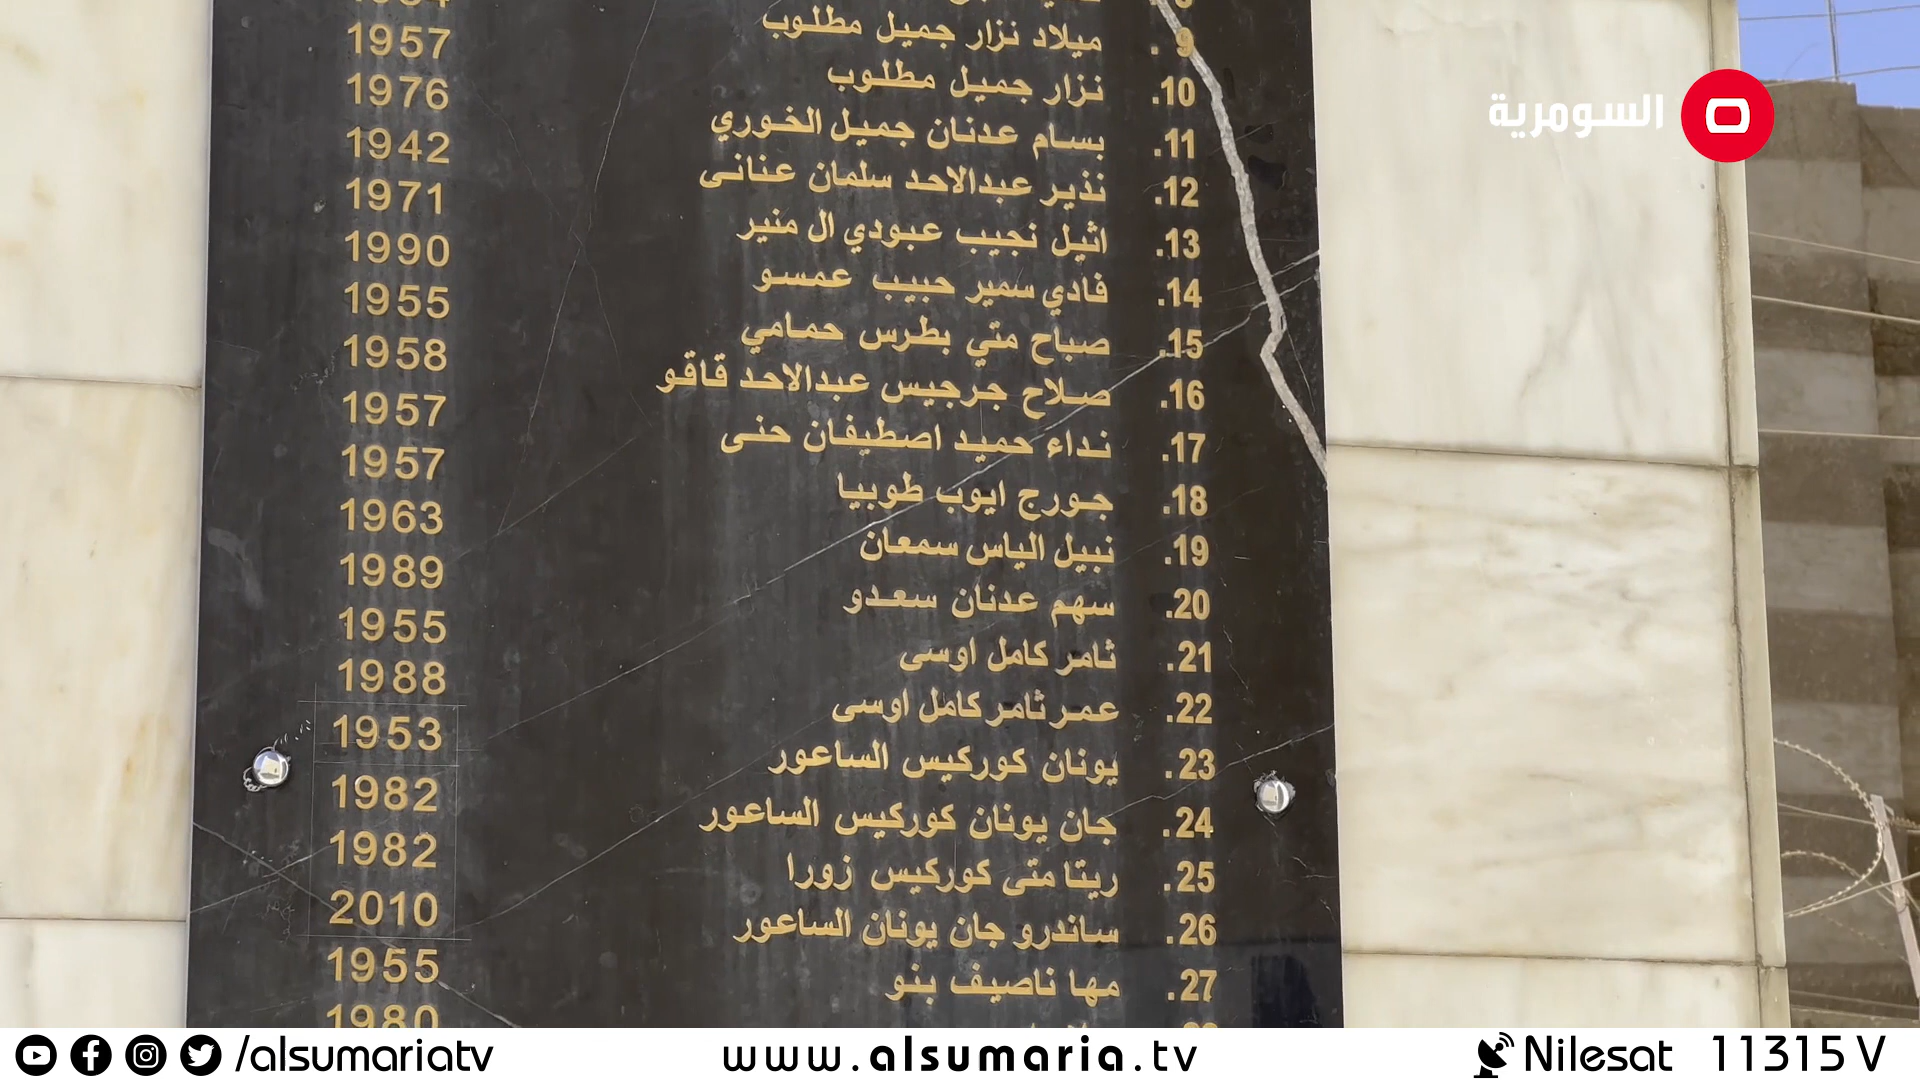 السومرية
9. ميلاد نزار جميل مطلوب
10. نزار جميل مطلوب 1957
11. بسام عدنان جميل الخوري 1976
12. نذير عبدالاحد سلمان عنانى 1942
13. اثيل نجيب عبودي ال منير 1971
14. فادي سمير حبيب عمسو 1990
15. صباح متي بطرس حمامي 1955
16. صلاح جرجيس عبدالاحد قاقو 1958
17. نداء حميد اصطيفان حنى 1957
18. جورج ايوب طوبيا 1957
19. نبيل الياس سمعان 1963
20. سهم عدنان سعدو 1989
21. ثامر كامل اوسى 1955
22. عمر ثامر كامل اوسى 1988
23. يونان كوركيس الساعور 1953
24. جان يونان كوركيس الساعور 1982
25. ريتا متى كوركيس زورا 1982
26. ساندرو جان يونان الساعور 2010
27. مها ناصيف بنو 1955
1980
/alsumariatv www.alsumaria.tv Nilesat 11315 V